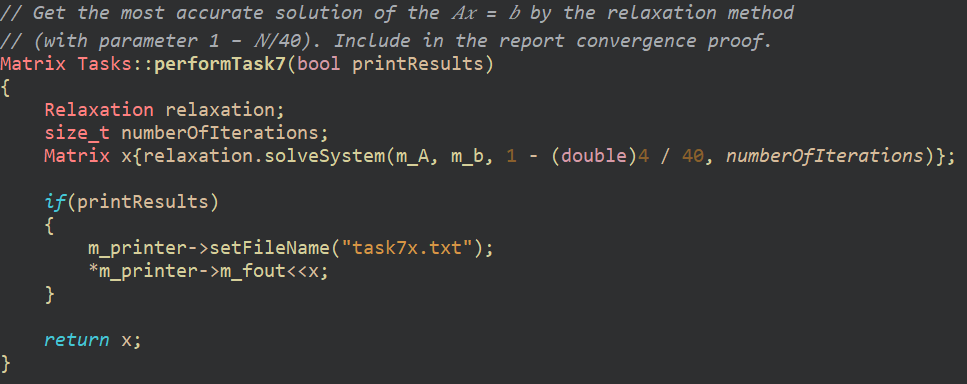 // Get the most accurate solution of the 𝐴𝑥 = 𝑏 by the relaxation method
// (with parameter 1 − 𝑁/40). Include in the report convergence proof.
Matrix Tasks::performTask7(bool printResults)
{
    Relaxation relaxation;
    size_t numberOfIterations;
    Matrix x{relaxation.solveSystem(m_A, m_b, 1 - (double)4 / 40, numberOfIterations)};

    if(printResults)
    {
        m_printer->setFileName("task7x.txt");
        *m_printer->m_fout<<x;
    }

    return x;
}